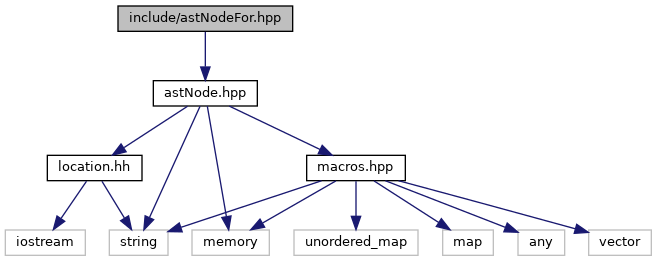 include/astNodeFor.hpp
astNode.hpp
location.hh
macros.hpp
iostream
string
memory
unordered_map
map
any
vector